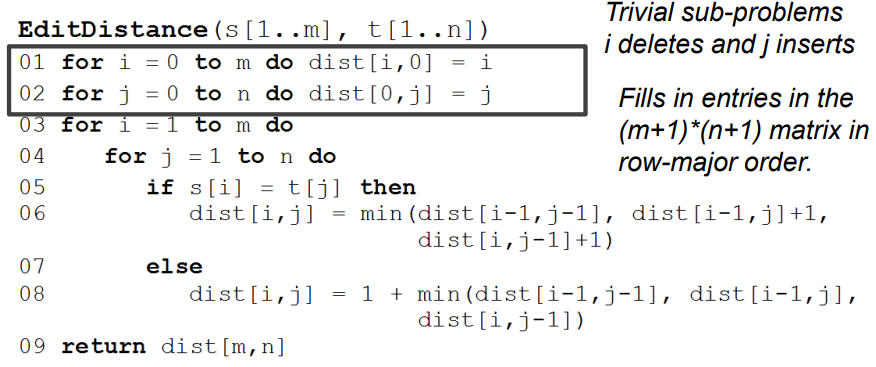 EditDistance(s[1..m], t[1..n])
01 for i = 0 to m do dist[i,0] = i
02 for j = 0 to n do dist[0,j] = j
03 for i = 1 to m do
04 for j = 1 to n do
05 if s[i] = t[j] then
06 dist[i,j] = min(dist[i-1,j-1], dist[i-1,j]+1,
dist[i,j-1]+1)
07 else
08 dist[i,j] = 1 + min(dist[i-1,j-1], dist[i-1,j],
dist[i,j-1])
09 return dist[m,n]
Trivial sub-problems
i deletes and j inserts
Fills in entries in the
(m+1)*(n+1) matrix in
row-major order.